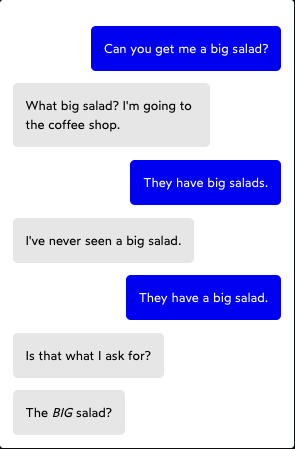 Can you get me a big salad?
What big salad? I'm going to
the coffee shop.
They have big salads.
I've never seen a big salad.
They have a big salad.
Is that what I ask for?
The BIG salad?